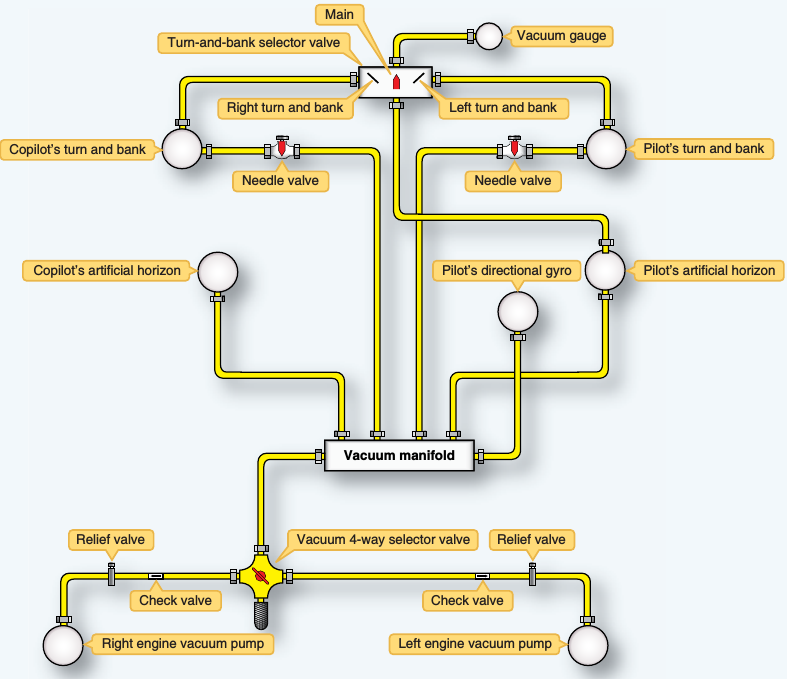 Main
Vacuum gauge
Turn-and-bank selector valve
Right turn and bank
Left turn and bank
Copilot's turn and bank
Pilot's turn and bank
Needle valve
Needle valve
Copilot's artificial horizon
Pilot's directional gyro
Pilot's artificial horizon
Vacuum manifold
Relief valve
Vacuum 4-way selector valve
Relief valve
Check valve
Check valve
Right engine vacuum pump
Left engine vacuum pump